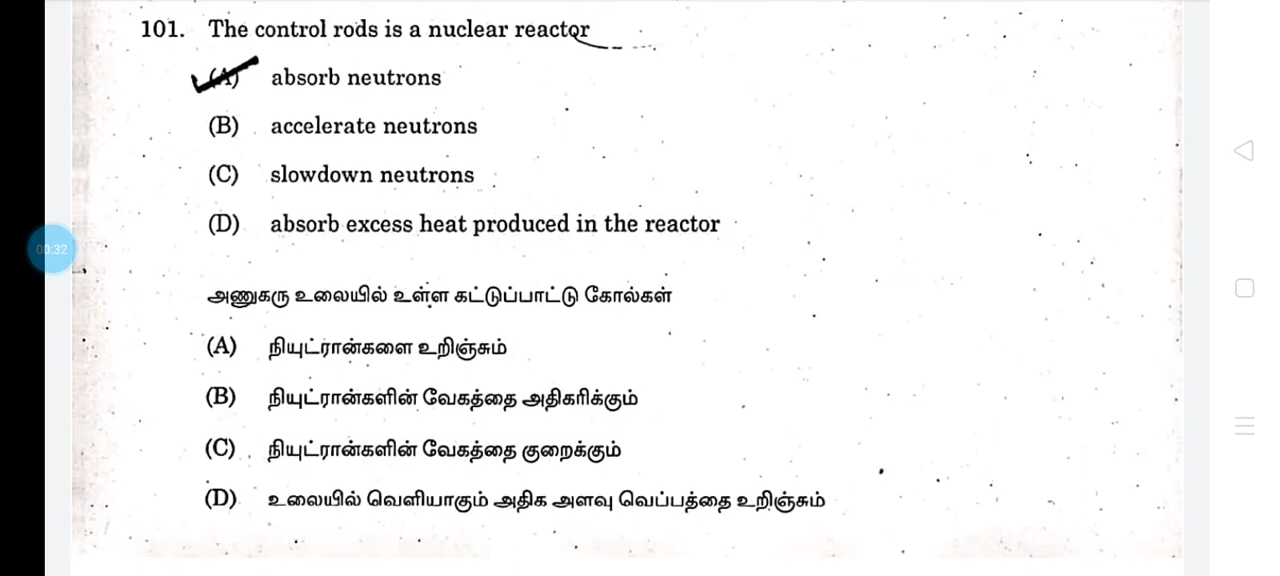 101. The control rods is a nuclear reactor
(A) absorb neutrons
(B) accelerate neutrons
(C) slowdown neutrons
(D) absorb excess heat produced in the reactor
00:32
அணுகரு உலையில் உள்ள கட்டுப்பாட்டு கோல்கள்
(A) நியுட்ரான்களை உறிஞ்சும்
(B) நியுட்ரான்களின் வேகத்தை அதிகரிக்கும்
(C) நியுட்ரான்களின் வேகத்தை குறைக்கும்
(D) உலையில் வெளியாகும் அதிக அளவு வெப்பத்தை உறிஞ்சும்